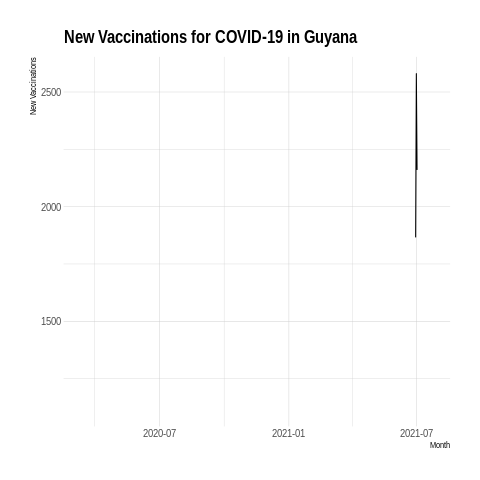 New Vaccinations for COVID-19 in Guyana
New Vaccinations
2500
2000
1500
2020-07
2021-01
2021-07
Month